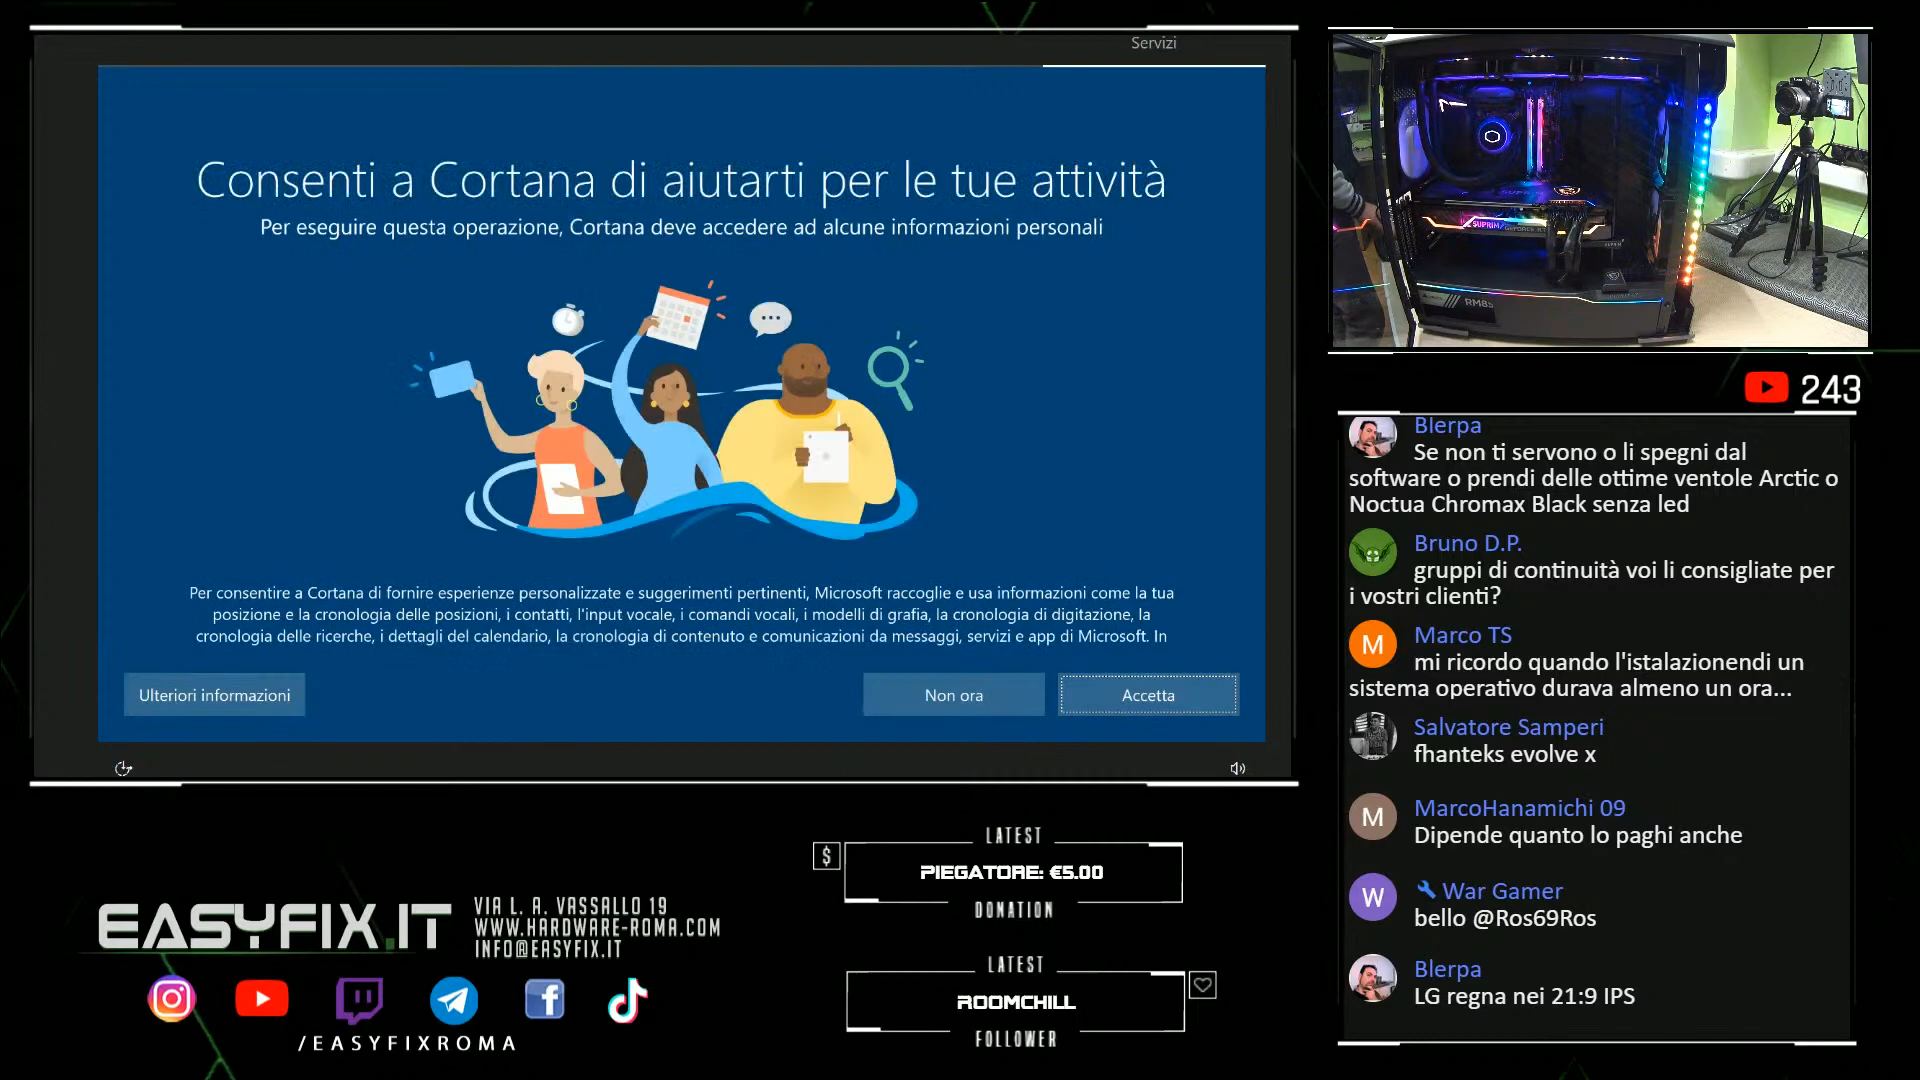 Servizi
Consenti a Cortana di aiutarti per le tue attività
Per eseguire questa operazione, Cortana deve accedere ad alcune informazioni personali
Per consentire a Cortana di fornire esperienze personalizzate e suggerimenti pertinenti, Microsoft raccoglie e usa informazioni come la tua
posizione e la cronologia delle posizioni, i contatti, l'input vocale, i comandi vocali, i modelli di grafia, la cronologia di digitazione, la
cronologia delle ricerche, i dettagli del calendario, la cronologia di contenuto e comunicazioni da messaggi, servizi e app di Microsoft. In
Ulteriori informazioni
Non ora
Accetta
SUPRIM
GEFORCE
243
Blerpa
Se non ti servono o li spegni dal
software o prendi delle ottime ventole Arctic o
Noctua Chromax Black senza led
Bruno D.P.
gruppi di continuità voi li consigliate per
i vostri clienti?
M
Marco TS
mi ricordo quando l'istalazionendi un
sistema operativo durava almeno un ora...
Salvatore Samperi
fhanteks evolve x
M
MarcoHanamichi 09
Dipende quanto lo paghi anche
W
War Gamer
bello @Ros69Ros
Blerpa
LG regna nei 21:9 IPS
EASYFIX.IT
VIA L. A. VASSALLO 19
WWW.HARDWARE-ROMA.COM
INFO@EASYFIX.IT
/EASYFIXROMA
LATEST
$
PIEGATORE: €5.00
DONATION
LATEST
ROOMCHILL
FOLLOWER